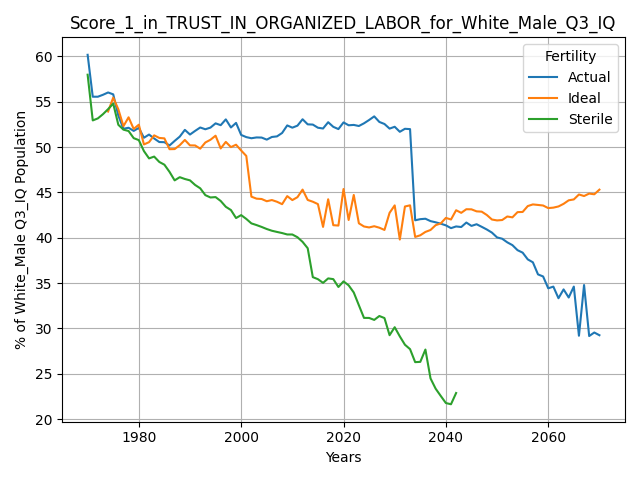 Score_1_in_TRUST_IN_ORGANIZED_LABOR_for_White_Male_Q3_IQ
Fertility
Actual
Ideal
Sterile
% of White_Male Q3_IQ Population
60
55
50
45
40
35
30
25
20
1980
2000
2020
2040
2060
Years